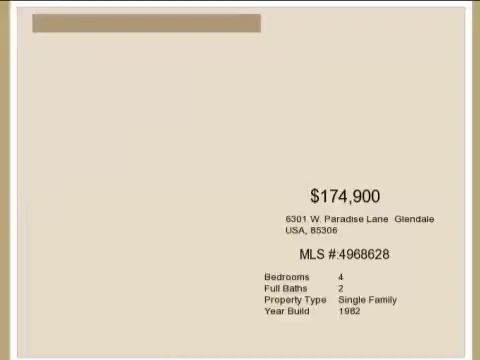 $174,900
6301 W. Paradise Lane  Glendale
USA, 85306
MLS #:4968628
Bedrooms 4
Full Baths 2
Property Type Single Family
Year Build 1982